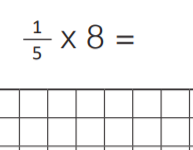 1/5 x 8 =